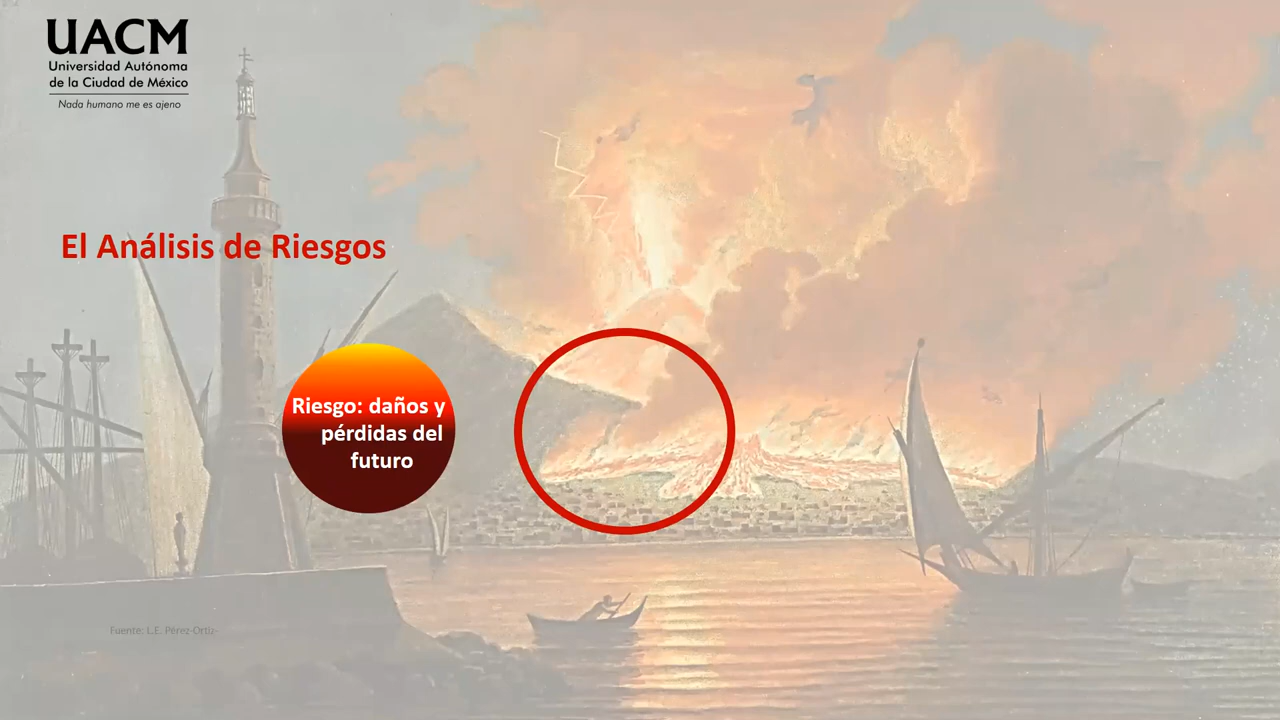 UACM
Universidad Autónoma
de la Ciudad de México
Nada humano me es ajeno
El Análisis de Riesgos
Riesgo: daños y
pérdidas del
futuro
Fuente: L.E. Pérez-Ortiz-